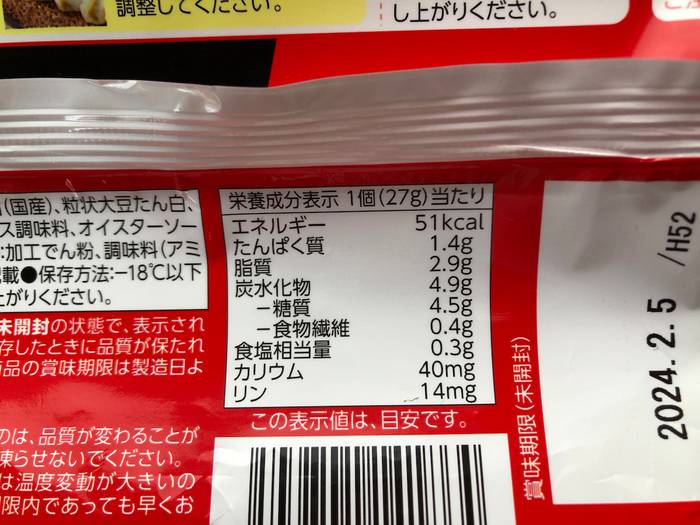 調整してください。
し上がりください。
(国産)、粒状大豆たん白、
ス調味料、オイスターソー
:加工でん粉、調味料(アミ
載●保存方法:−18℃以下
上がりください。
未開封の状態で、表示され
存したときに品質が保たれ
品の賞味期限は製造日よ
のは、品質が変わることが
凍らせないでください。
は温度変動が大きいの
限内であっても早くお
栄養成分表示 1個(27g)当たり
エネルギー 51kcal
たんぱく質 1.4g
脂質 2.9g
炭水化物 4.9g
−糖質 4.5g
−食物繊維 0.4g
食塩相当量 0.3g
カリウム 40mg
リン 14mg
この表示値は、目安です。
賞味期限(未開封)
2024.2.5 /H52